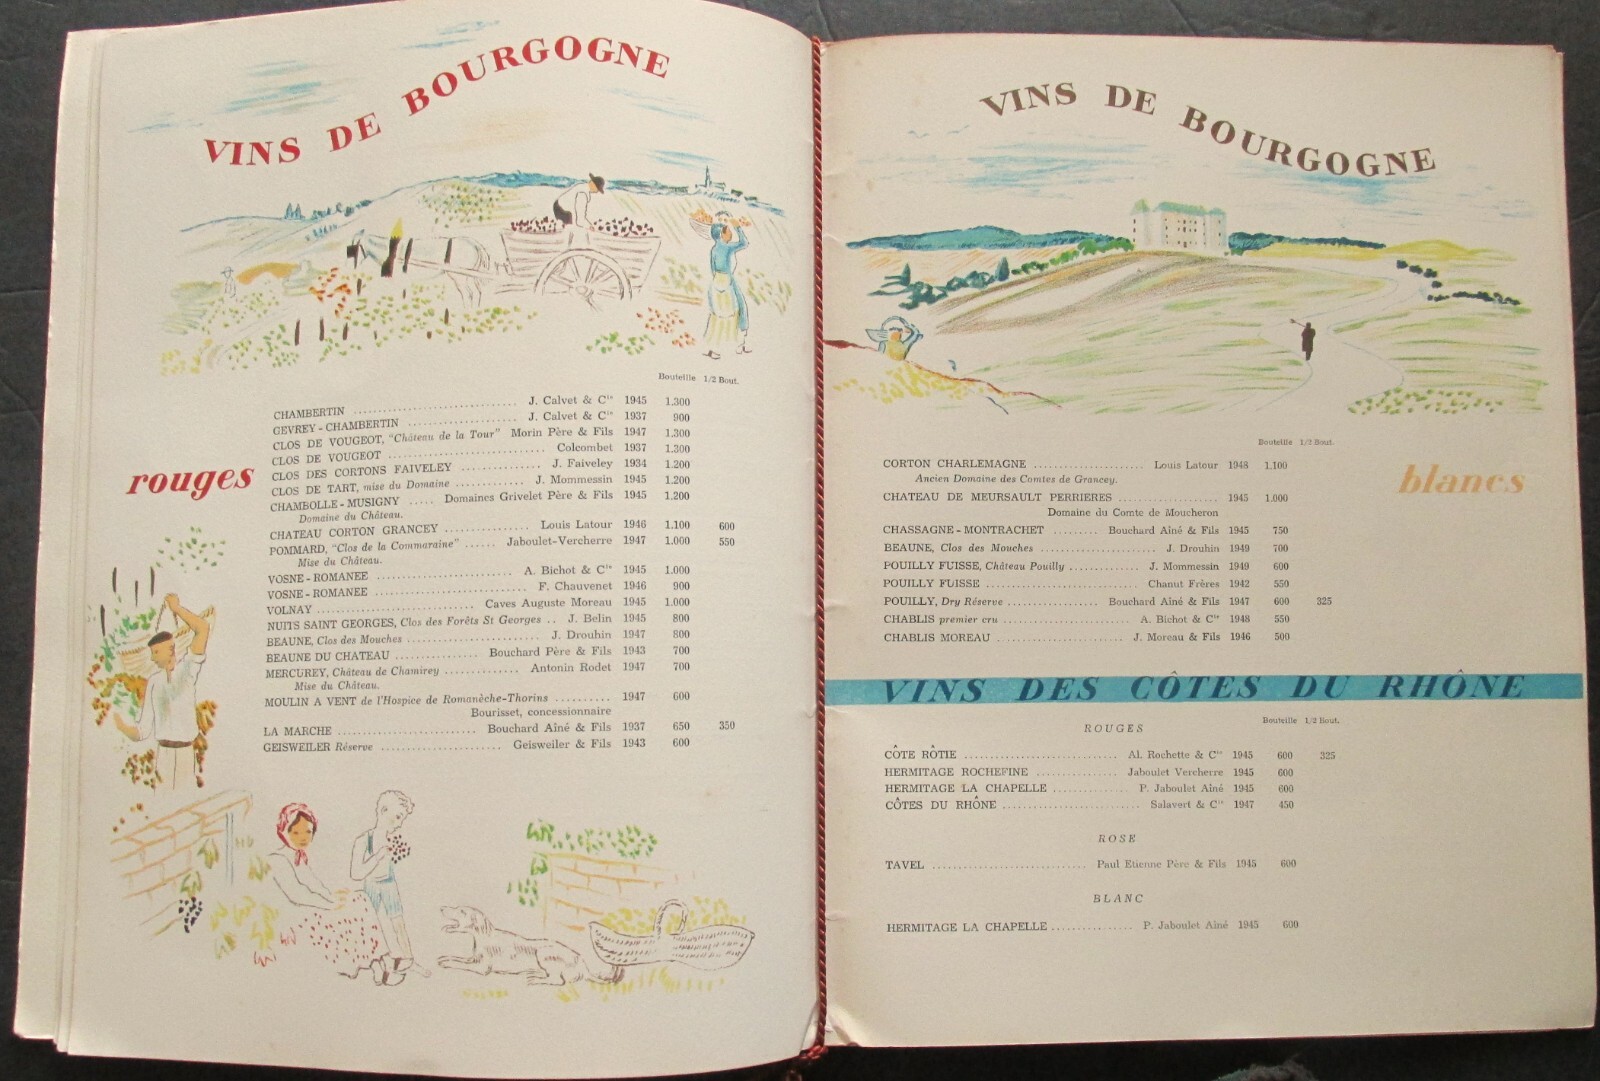 VINS DE BOURGOGNE
Bouteille 1/2 Bout.
rouges
CHAMBERTIN ........ J. Calvet & Cie 1945 1.300
GEVREY-CHAMBERTIN ........ J. Calvet & Cie 1937 900
CLOS DE VOUGEOT, "Château de la Tour" Morin Père & Fils 1947 1.300
CLOS DE VOUGEOT ........ Colcombet 1937 1.300
CLOS DES CORTONS FAIVELEY ........ J. Faiveley 1934 1.200
CLOS DE TART, mise du Domaine ........ J. Mommessin 1945 1.200
CHAMBOLLE-MUSIGNY ..... Domaines Grivelet Père & Fils 1945 1.200
Domaine du Château.
CHATEAU CORTON GRANCEY ........ Louis Latour 1946 1.100 600
POMMARD, "Clos de la Commaraine" ...... Jaboulet-Vercherre 1947 1.000 550
Mise du Château.
VOSNE-ROMANEE ........ A. Bichot & Cie 1945 1.000
VOSNE-ROMANEE ........ F. Chauvenet 1946 900
VOLNAY ........ Caves Auguste Moreau 1945 1.000
NUITS SAINT GEORGES, Clos des Forêts St Georges .. J. Belin 1945 800
BEAUNE, Clos des Mouches ........ J. Drouhin 1947 800
BEAUNE DU CHATEAU ........ Bouchard Père & Fils 1943 700
MERCUREY, Château de Chamirey ........ Antonin Rodet 1947 700
Mise du Château.
MOULIN A VENT de l'Hospice de Romanèche-Thorins ........ 1947 600
Bourisset, concessionnaire
LA MARCHE ........ Bouchard Aîné & Fils 1937 650 350
GEISWEILER Réserve ........ Geisweiler & Fils 1943 600
VINS DE BOURGOGNE
Bouteille 1/2 Bout.
blancs
CORTON CHARLEMAGNE ........ Louis Latour 1948 1.100
Ancien Domaine des Comtes de Grancey.
CHATEAU DE MEURSAULT PERRIERES ........ 1945 1.000
Domaine du Comte de Moucheron
CHASSAGNE-MONTRACHET ........ Bouchard Aîné & Fils 1945 750
BEAUNE, Clos des Mouches ........ J. Drouhin 1949 700
POUILLY FUISSE, Château Pouilly ........ J. Mommessin 1949 600
POUILLY FUISSE ........ Chanut Frères 1942 550
POUILLY, Dry Réserve ........ Bouchard Aîné & Fils 1947 600 325
CHABLIS premier cru ........ A. Bichot & Cie 1948 550
CHABLIS MOREAU ........ J. Moreau & Fils 1946 500
VINS DES CÔTES DU RHÔNE
Bouteille 1/2 Bout.
ROUGES
CÔTE RÔTIE ........ Al. Rochette & Cie 1945 600 325
HERMITAGE ROCHEFINE ........ Jaboulet Vercherre 1945 600
HERMITAGE LA CHAPELLE ........ P. Jaboulet Aîné 1945 600
CÔTES DU RHÔNE ........ Salavert & Cie 1947 450
ROSE
TAVEL ........ Paul Etienne Père & Fils 1945 600
BLANC
HERMITAGE LA CHAPELLE ........ P. Jaboulet Aîné 1945 600